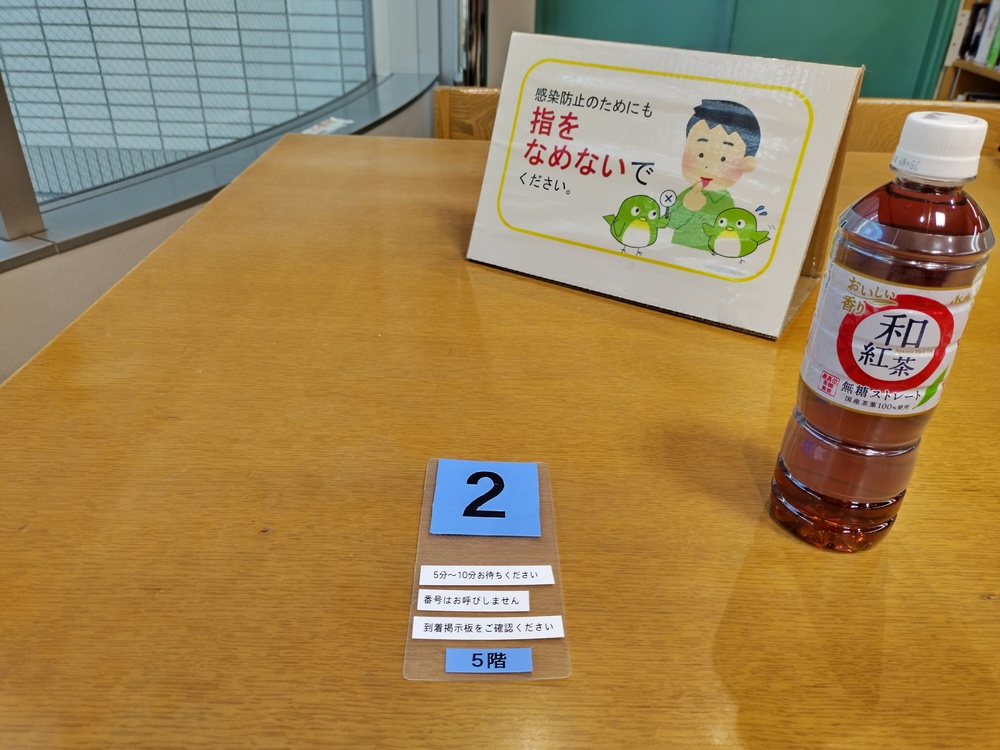 感染防止のためにも
指を
なめないで
ください。
おいしい
香り
和
紅茶
無糖ストレート
国産茶葉100%使用
2
5分～10分お待ちください
番号はお呼びしません
到着掲示板をご確認ください
5階